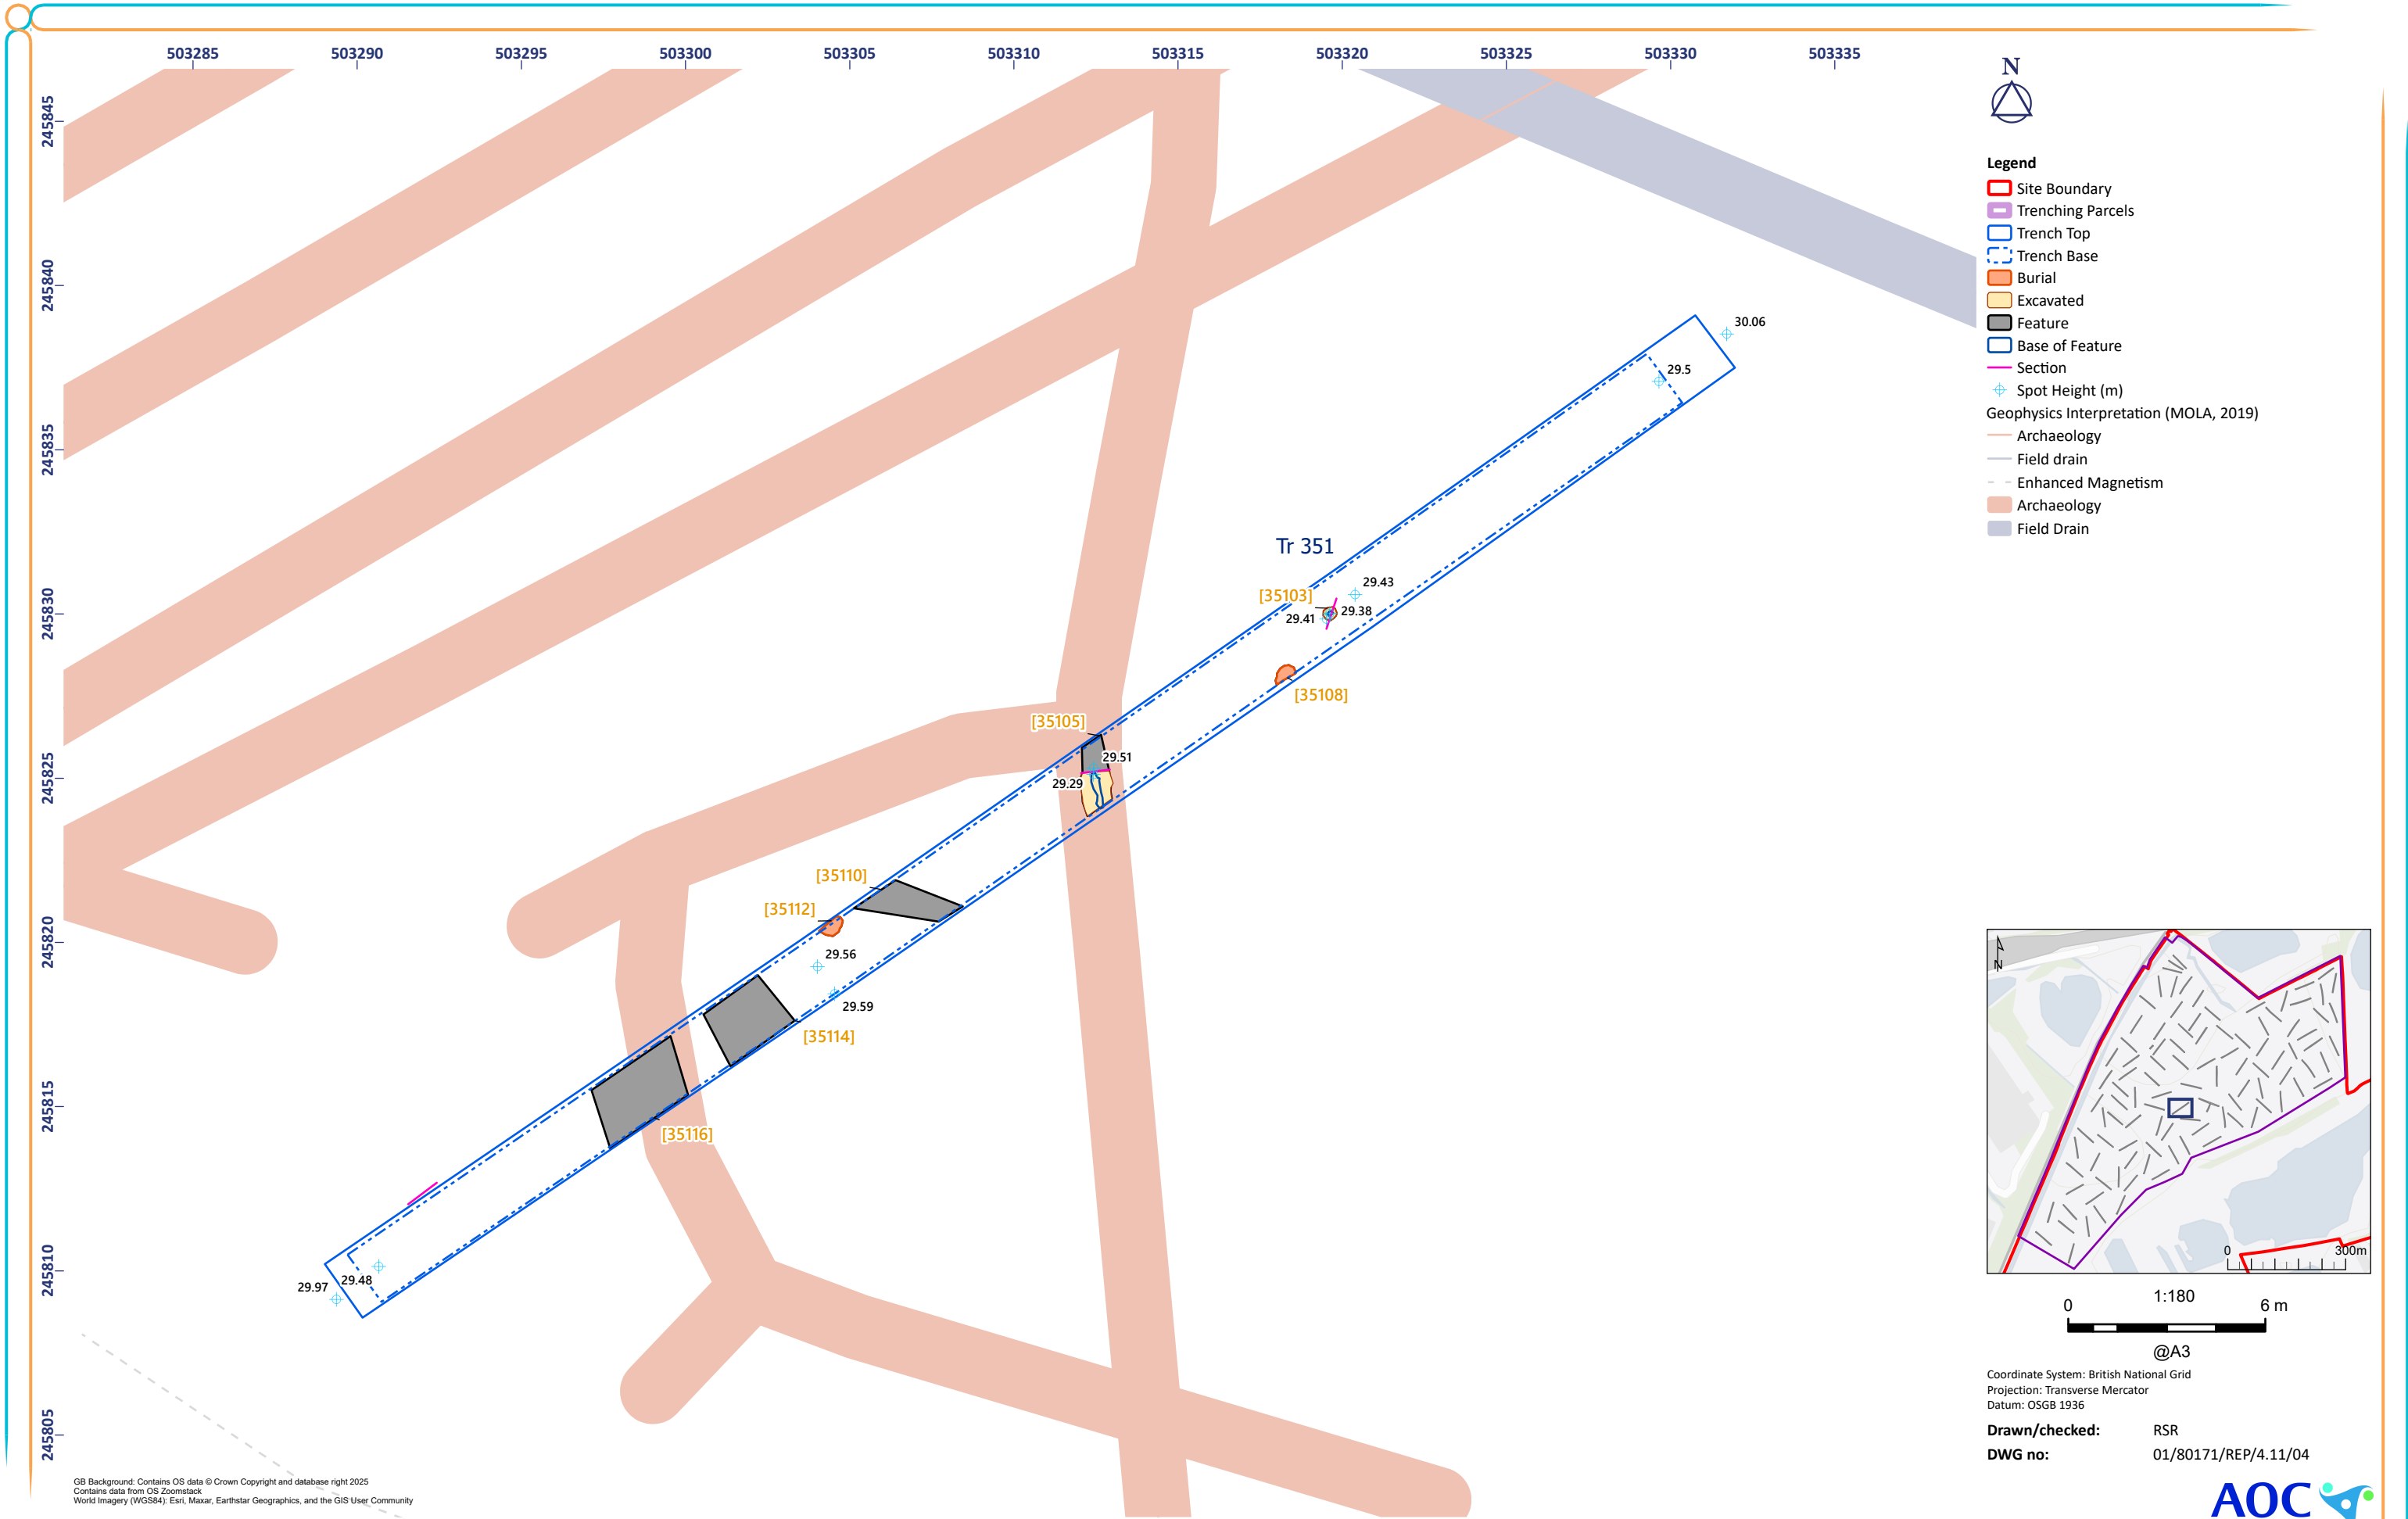 503285 503290 503295 503300 503305 503310 503315 503320 503325 503330 503335
245845
245840
245835
245830
245825
245820
245815
245810
245805
30.06
29.5
Tr 351
29.43
[35103]
29.38
29.41
[35108]
[35105]
29.51
29.29
[35110]
[35112]
29.56
29.59
[35114]
[35116]
29.48
29.97
N
Legend
Site Boundary
Trenching Parcels
Trench Top
Trench Base
Burial
Excavated
Feature
Base of Feature
Section
Spot Height (m)
Geophysics Interpretation (MOLA, 2019)
Archaeology
Field drain
Enhanced Magnetism
Archaeology
Field Drain
N
0 300m
1:180
0 6 m
@A3
Coordinate System: British National Grid
Projection: Transverse Mercator
Datum: OSGB 1936
Drawn/checked: RSR
DWG no: 01/80171/REP/4.11/04
AOC
GB Background: Contains OS data © Crown Copyright and database right 2025
Contains data from OS Zoomstack
World Imagery (WGS84): Esri, Maxar, Earthstar Geographics, and the GIS User Community